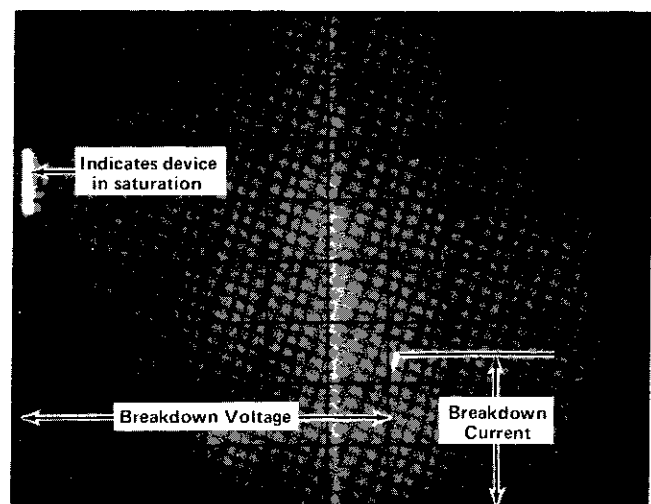 Indicates device
in saturation
Breakdown Voltage
Breakdown
Current